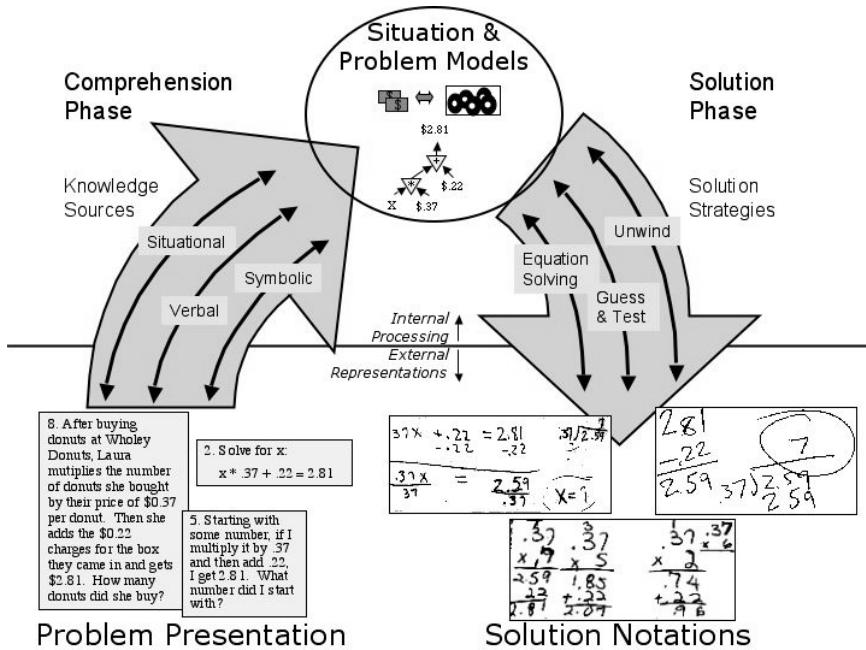 Situation &
Problem Models
$ $
$2.81
+
*
$.22
X
$.37
Comprehension
Phase
Knowledge
Sources
Situational
Verbal
Symbolic
Solution
Phase
Solution
Strategies
Unwind
Equation
Solving
Guess
& Test
Internal
Processing
External
Representations
8. After buying
donuts at Wholey
Donuts, Laura
mutiplies the number
of donuts she bought
by their price of $0.37
per donut. Then she
adds the $0.22
charges for the box
they came in and gets
$2.81. How many
donuts did she buy?
2. Solve for x:
x * .37 + .22 = 2.81
5. Starting with
some number, if I
multiply it by .37
and then add .22,
I get 2.81. What
number did I start
with?
.37x + .22 = 2.81
-.22 -.22
7
.37 2.59
.37x = 2.59
.37 .37
x=7
2.81
-.22
2.59
7
.37 2.59
2.59
.37 .37 .37 .37
x 5 x 2 x 6
2.59 1.85 .74
.22 +.22 +.22
2.81 2.07 .96
Problem Presentation
Solution Notations